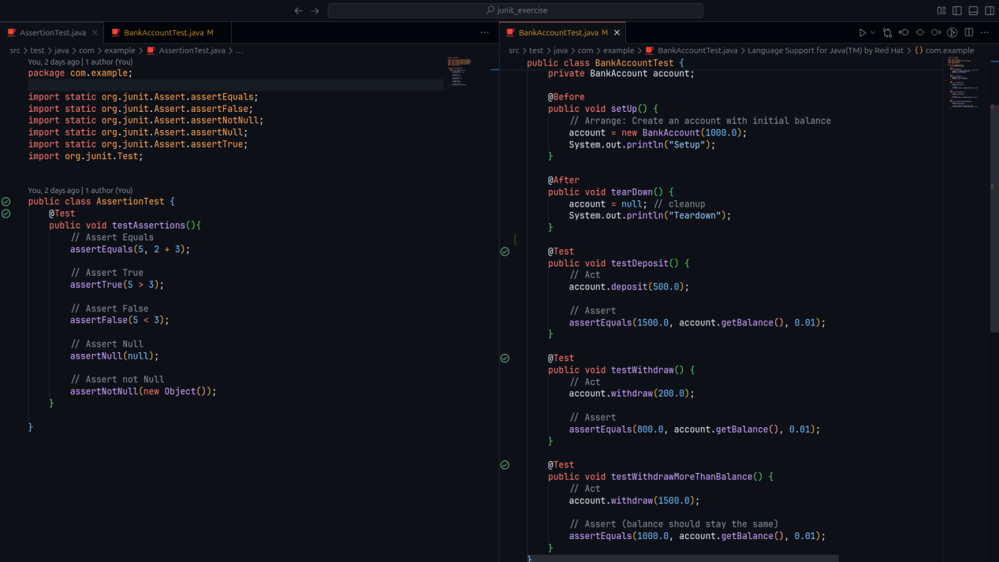 junit_exercise
AssertionTest.java
BankAccountTest.java M
src > test > java > com > example > AssertionTest.java > ...
You, 2 days ago | 1 author (You)
package com.example;
import static org.junit.Assert.assertEquals;
import static org.junit.Assert.assertFalse;
import static org.junit.Assert.assertNotNull;
import static org.junit.Assert.assertNull;
import static org.junit.Assert.assertTrue;
import org.junit.Test;
You, 2 days ago | 1 author (You)
public class AssertionTest {
@Test
public void testAssertions(){
// Assert Equals
assertEquals(5, 2 + 3);
// Assert True
assertTrue(5 > 3);
// Assert False
assertFalse(5 < 3);
// Assert Null
assertNull(null);
// Assert not Null
assertNotNull(new Object());
}
}
BankAccountTest.java M
src > test > java > com > example > BankAccountTest.java > Language Support for Java(TM) by Red Hat > {} com.example
public class BankAccountTest {
private BankAccount account;
@Before
public void setUp() {
// Arrange: Create an account with initial balance
account = new BankAccount(1000.0);
System.out.println("Setup");
}
@After
public void tearDown() {
account = null; // cleanup
System.out.println("Teardown");
}
@Test
public void testDeposit() {
// Act
account.deposit(500.0);
// Assert
assertEquals(1500.0, account.getBalance(), 0.01);
}
@Test
public void testWithdraw() {
// Act
account.withdraw(200.0);
// Assert
assertEquals(800.0, account.getBalance(), 0.01);
}
@Test
public void testWithdrawMoreThanBalance() {
// Act
account.withdraw(1500.0);
// Assert (balance should stay the same)
assertEquals(1000.0, account.getBalance(), 0.01);
}
}